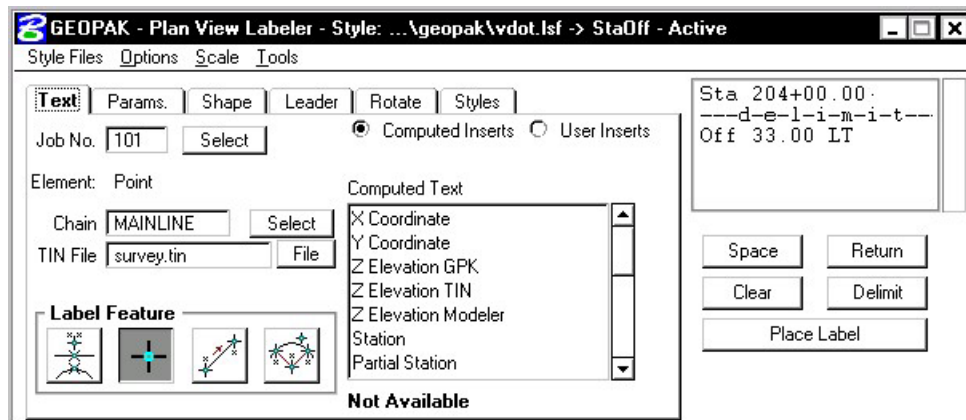 GEOPAK - Plan View Labeler - Style: ...\geopak\vdot.lsf -> StaOff - Active
Style Files Options Scale Tools
Text Params. Shape Leader Rotate Styles
Job No. 101 Select
Computed Inserts User Inserts
Element: Point
Computed Text
Chain MAINLINE Select
TIN File survey.tin File
X Coordinate
Y Coordinate
Z Elevation GPK
Z Elevation TIN
Z Elevation Modeler
Station
Partial Station
Label Feature
Not Available
Sta 204+00.00
---d-e-l-i-m-i-t---
Off 33.00 LT
Space Return
Clear Delimit
Place Label